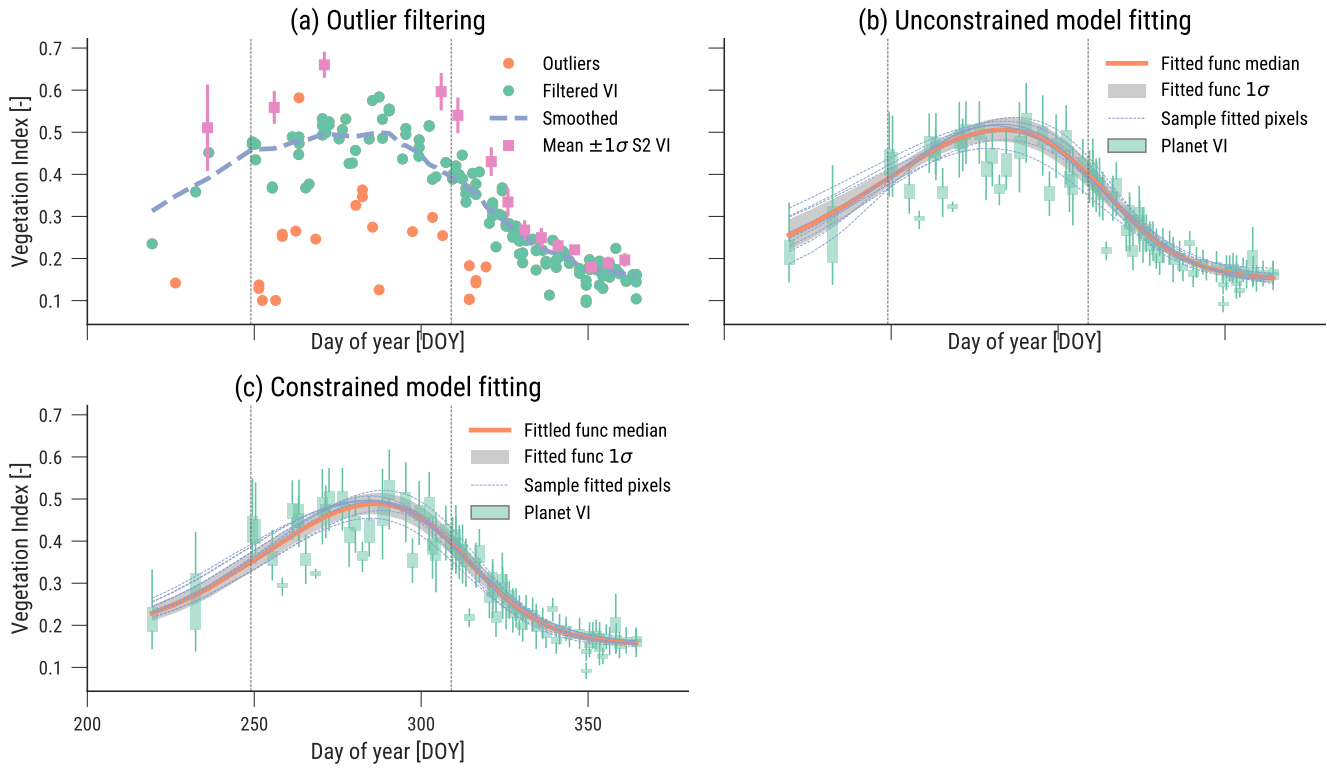 (a) Outlier filtering
Vegetation Index [-]
0.7
0.6
0.5
0.4
0.3
0.2
0.1
Outliers
Filtered VI
Smoothed
Mean ±1σ S2 VI
Day of year [DOY]
(b) Unconstrained model fitting
Fitted func median
Fitted func 1σ
Sample fitted pixels
Planet VI
Day of year [DOY]
(c) Constrained model fitting
Vegetation Index [-]
0.7
0.6
0.5
0.4
0.3
0.2
0.1
Fittled func median
Fitted func 1σ
Sample fitted pixels
Planet VI
200 250 300 350
Day of year [DOY]